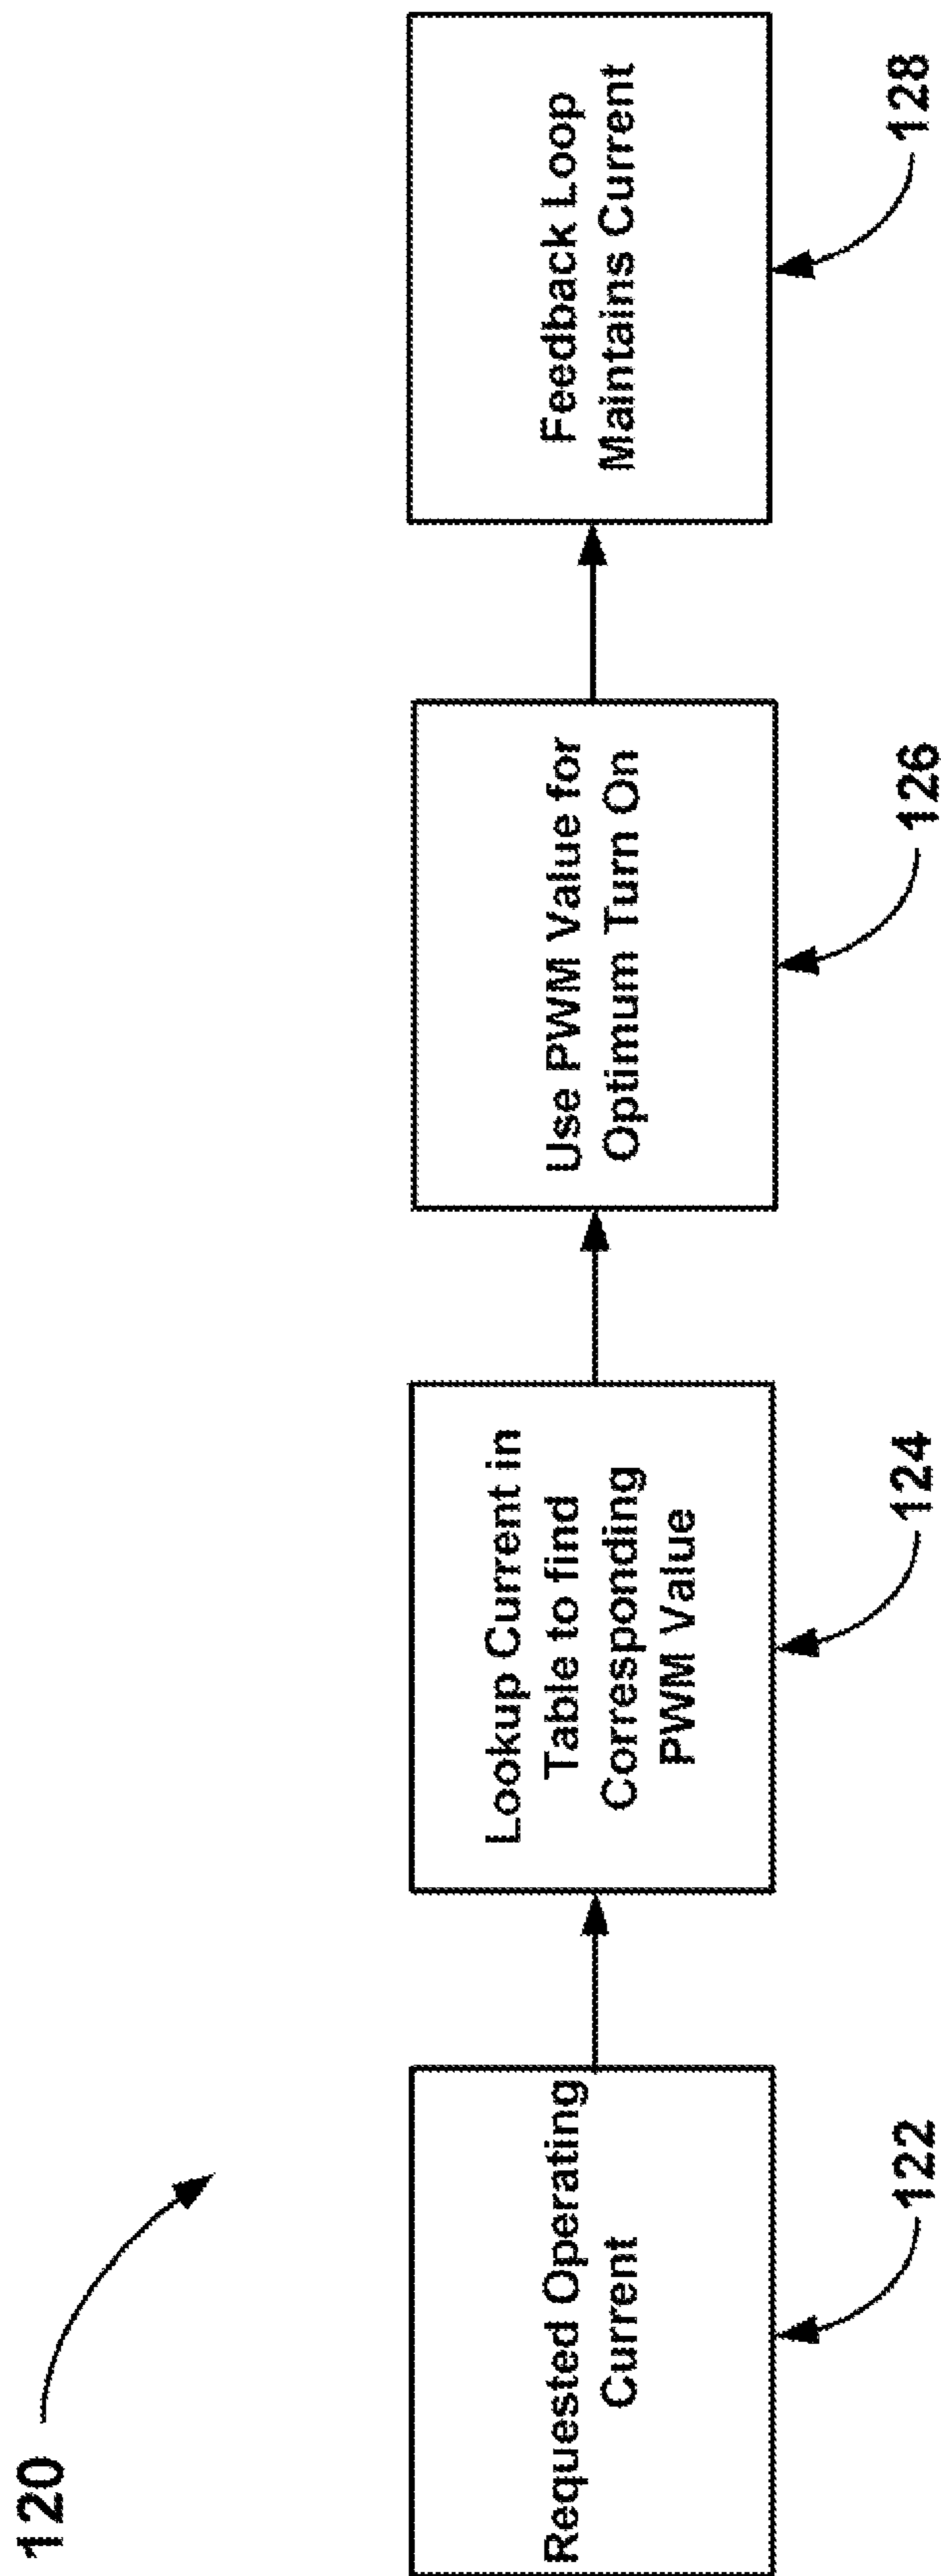 120
Requested Operating
Current
122
Lookup Current in
Table to find
Corresponding
PWM Value
124
Use PWM Value for
Optimum Turn On
126
Feedback Loop
Maintains Current
128